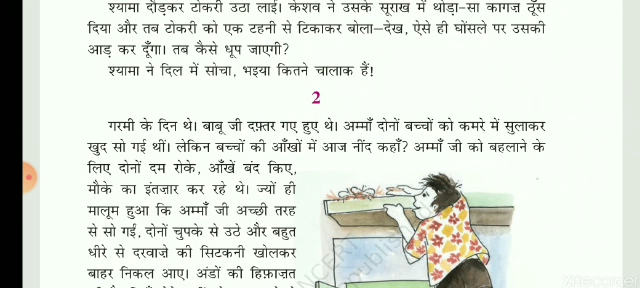 श्यामा दौड़कर टोकरी उठा लाई। केशव ने उसके सूराख में थोड़ा-सा कागज़ ठूँस
दिया और तब टोकरी को एक टहनी से टिकाकर बोला—देख, ऐसे ही घोंसले पर उसकी
आड़ कर दूँगा। तब कैसे धूप जाएगी?
श्यामा ने दिल में सोचा, भइया कितने चालाक हैं!
2
गरमी के दिन थे। बाबू जी दफ़्तर गए हुए थे। अम्माँ दोनों बच्चों को कमरे में सुलाकर
खुद सो गई थीं। लेकिन बच्चों की आँखों में आज नींद कहाँ? अम्माँ जी को बहलाने के
लिए दोनों दम रोके, आँखें बंद किए,
मौके का इंतज़ार कर रहे थे। ज्यों ही
मालूम हुआ कि अम्माँ जी अच्छी तरह
से सो गईं, दोनों चुपके से उठे और बहुत
धीरे से दरवाज़े की सिटकनी खोलकर
बाहर निकल आए। अंडों की हिफ़ाज़त